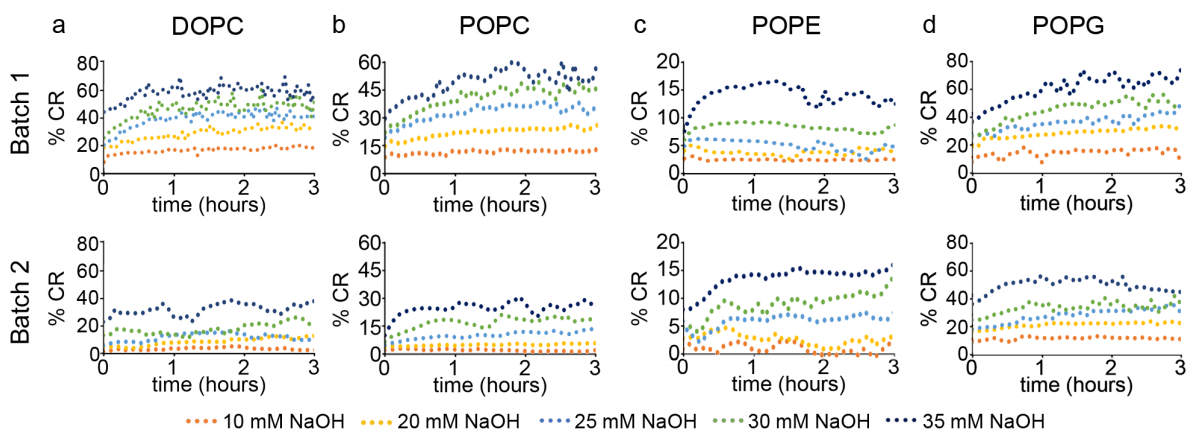 a DOPC b POPC c POPE d POPG
Batch 1
% CR
80
60
40
20
0
0 1 2 3
time (hours)
% CR
60
45
30
15
0
0 1 2 3
time (hours)
% CR
20
15
10
5
0
0 1 2 3
time (hours)
% CR
80
60
40
20
0
0 1 2 3
time (hours)
Batch 2
% CR
80
60
40
20
0
0 1 2 3
time (hours)
% CR
60
45
30
15
0
0 1 2 3
time (hours)
% CR
20
15
10
5
0
0 1 2 3
time (hours)
% CR
80
60
40
20
0
0 1 2 3
time (hours)
10 mM NaOH 20 mM NaOH 25 mM NaOH 30 mM NaOH 35 mM NaOH